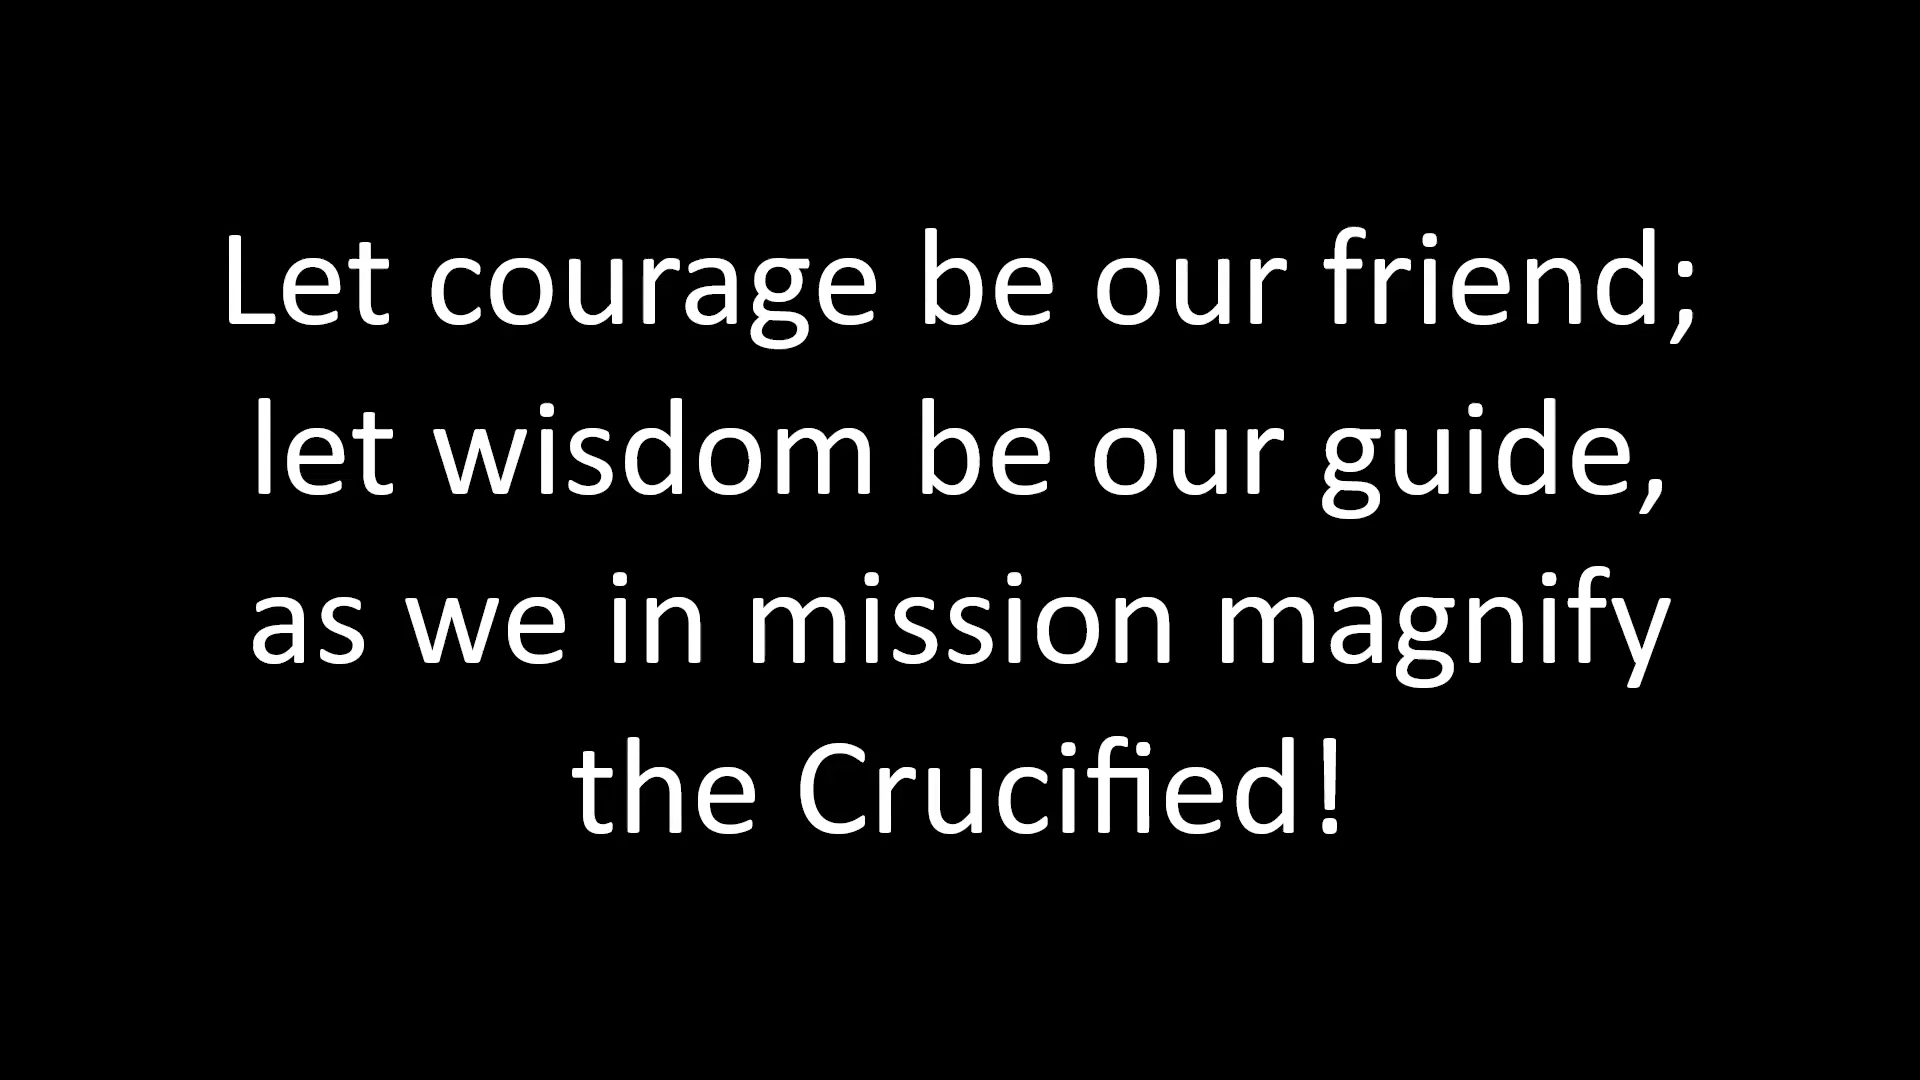 Let courage be our friend;
let wisdom be our guide,
as we in mission magnify
the Crucified!